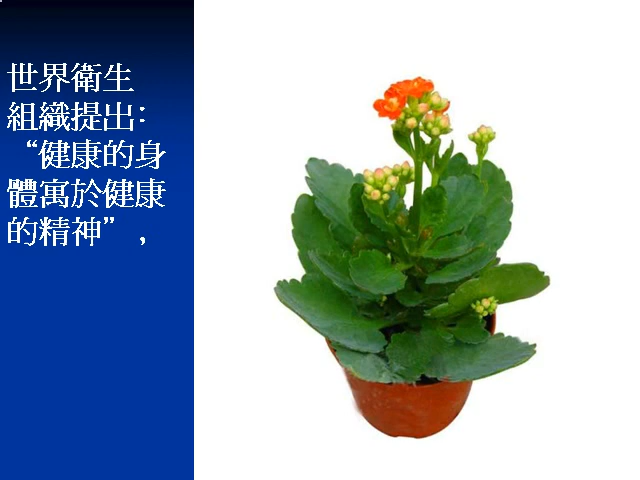 世界衛生
組織提出：
“健康的身
體寓於健康
的精神”，